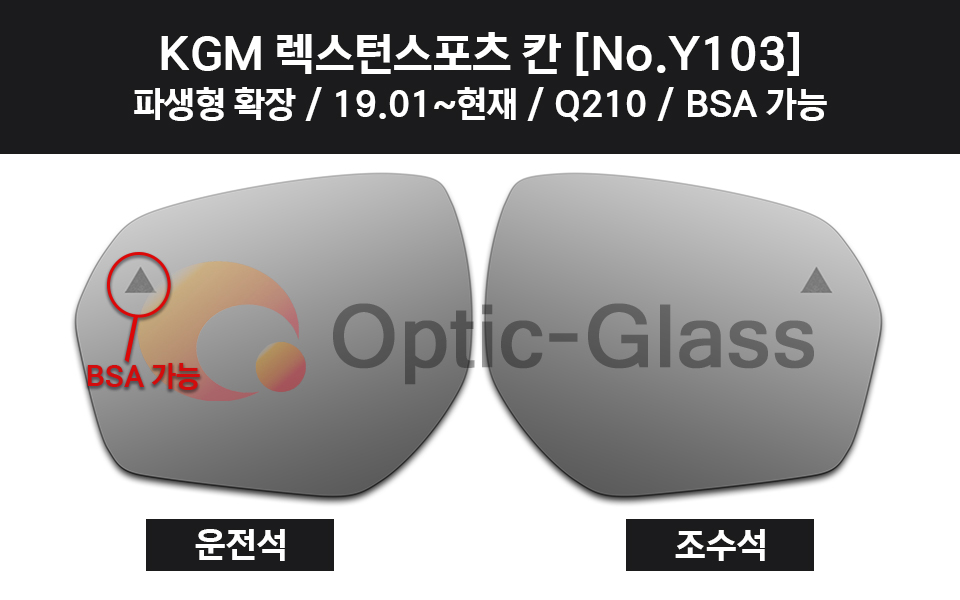 KGM 렉스턴스포츠 칸 [No.Y103]
파생형 확장 / 19.01~현재 / Q210 / BSA 가능
Optic-Glass
BSA 가능
운전석
조수석